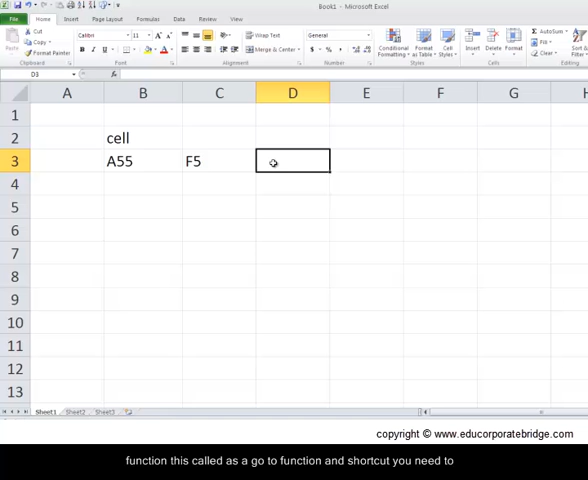 Book1 - Microsoft Excel
File Home Insert Page Layout Formulas Data Review View
Cut
Copy
Format Painter
Paste
Clipboard
Calibri 11
B I U
Font
Wrap Text
Merge & Center
Alignment
General
$ % ,
Number
Conditional Formatting
Format as Table
Cell Styles
Styles
Insert Delete Format
Cells
AutoSum
Fill
Clear
Sort &
D3 fx
A B C D E F G H
1
2 cell
3 A55 F5
4
5
6
7
8
9
10
11
12
13
Sheet1 Sheet2 Sheet3
copyright © www.educorporatebridge.com
function this called as a go to function and shortcut you need to